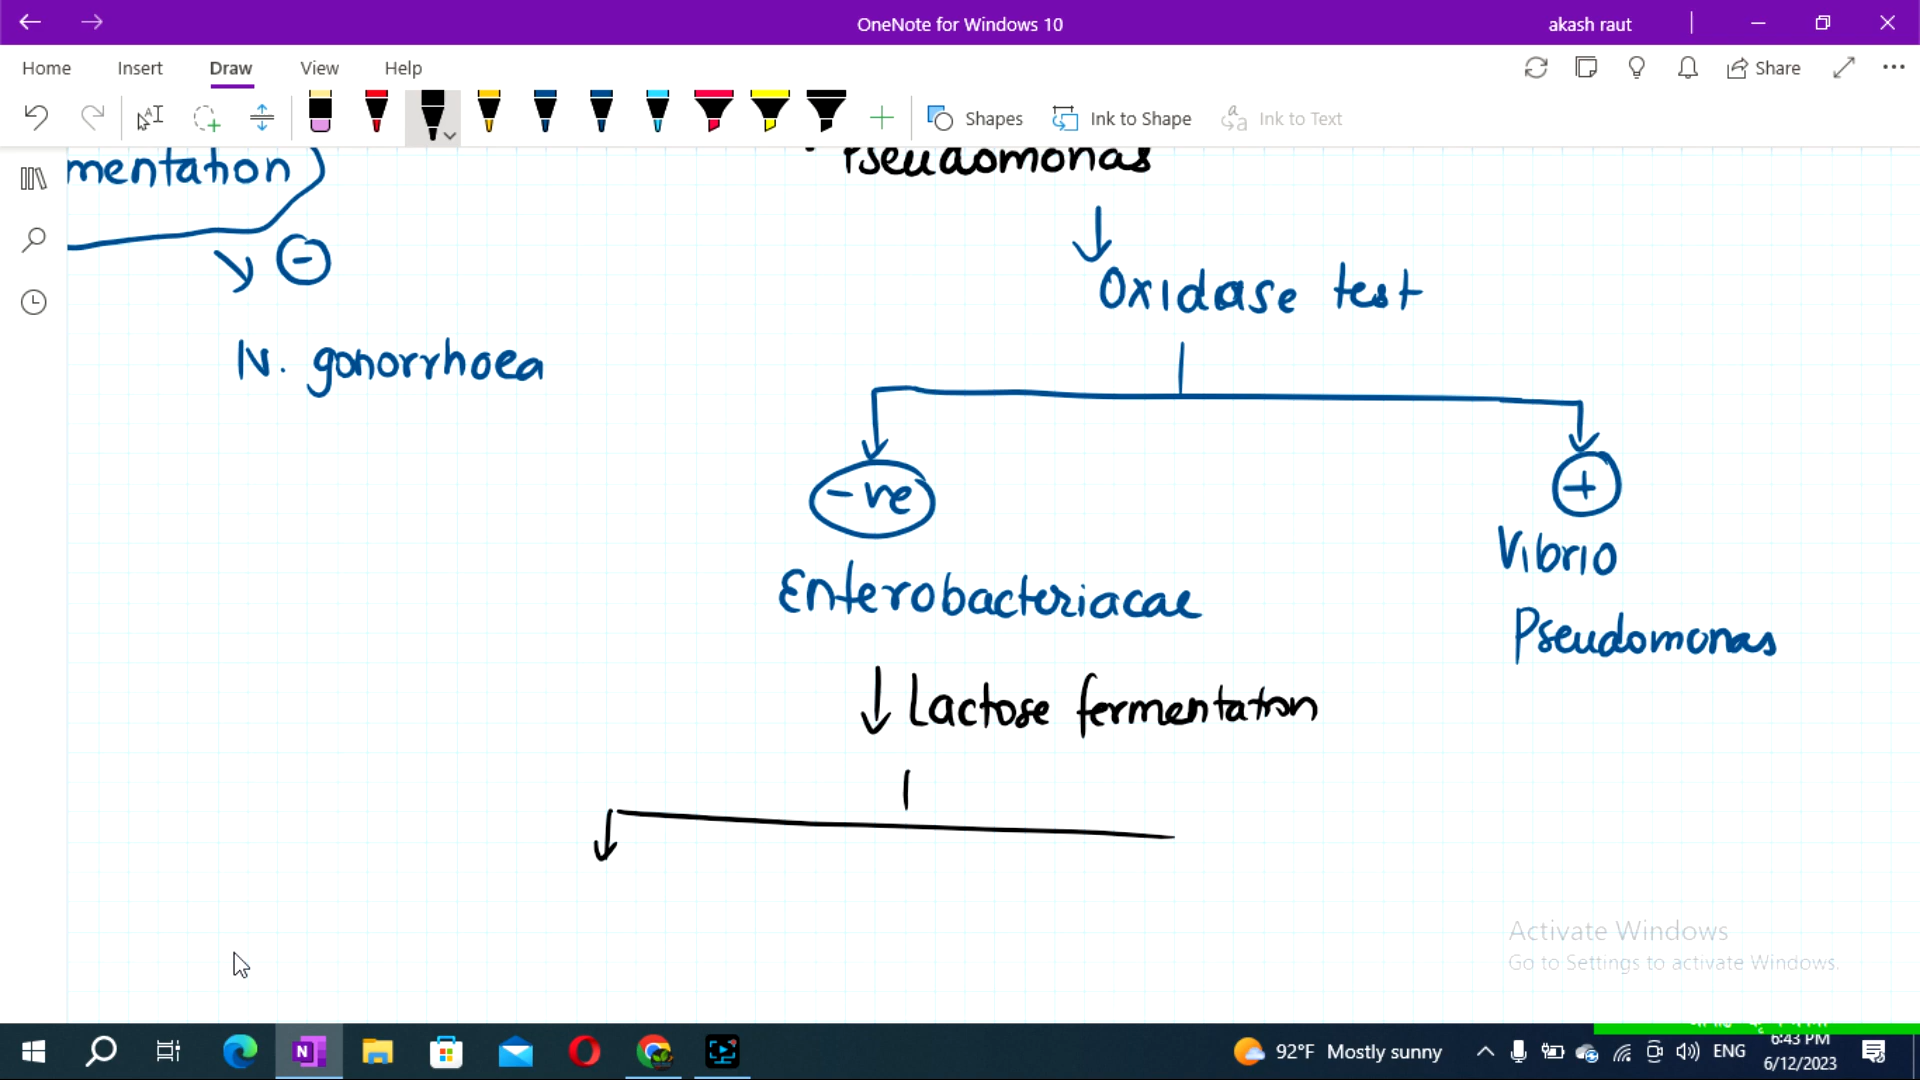 OneNote for Windows 10
akash raut
Home Insert Draw View Help
Share
Shapes Ink to Shape Ink to Text
mentation)
Pseudomonas
-
Oxidase test
N. gonorrhoea
-ve
+
Vibrio
Enterobacteriacae
Pseudomonas
Lactose fermentation
Activate Windows
Go to Settings to activate Windows.
92°F Mostly sunny
ENG
6:43 PM
6/12/2023